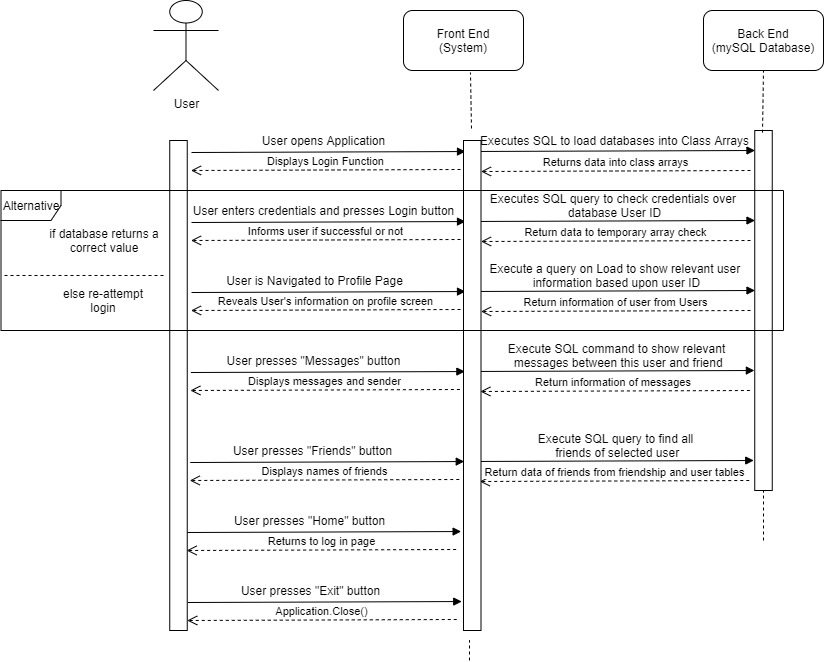 Front End
(System)
Back End
(mySQL Database)
User
User opens Application
Executes SQL to load databases into Class Arrays
Displays Login Function
Returns data into class arrays
Alternative
if database returns a
correct value
User enters credentials and presses Login button
Executes SQL query to check credentials over
database User ID
Informs user if successful or not
Return data to temporary array check
else re-attempt
login
User is Navigated to Profile Page
Execute a query on Load to show relevant user
information based upon user ID
Reveals User's information on profile screen
Return information of user from Users
User presses "Messages" button
Execute SQL command to show relevant
messages between this user and friend
Displays messages and sender
Return information of messages
User presses "Friends" button
Execute SQL query to find all
friends of selected user
Displays names of friends
Return data of friends from friendship and user tables
User presses "Home" button
Returns to log in page
User presses "Exit" button
Application.Close()